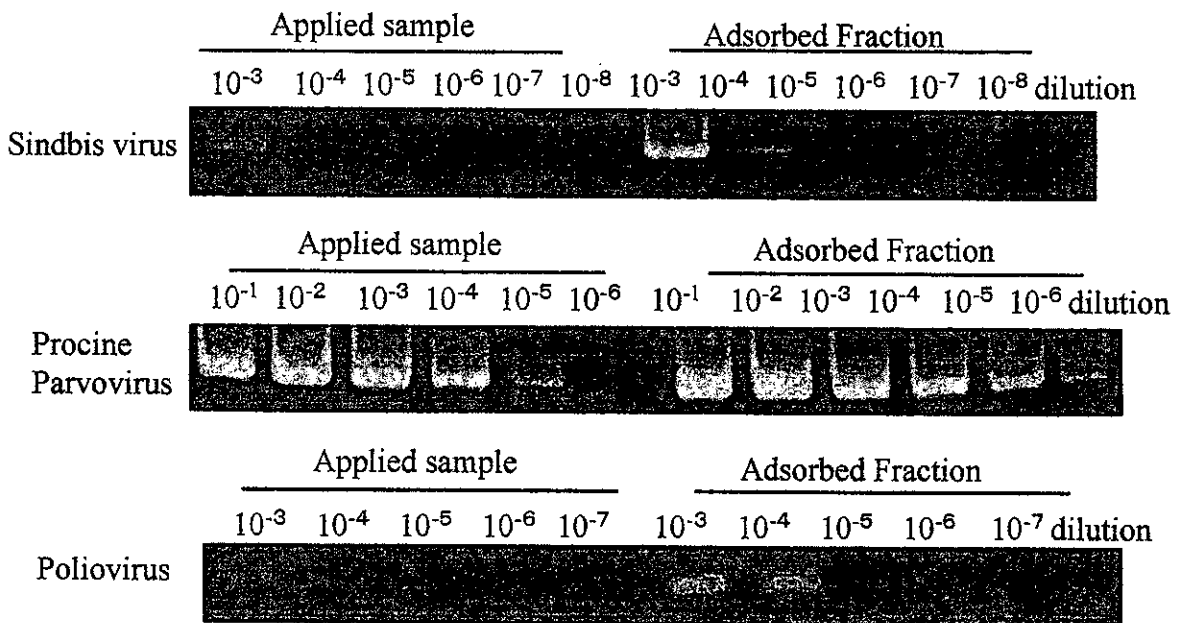 Applied sample Adsorbed Fraction
10⁻³ 10⁻⁴ 10⁻⁵ 10⁻⁶ 10⁻⁷ 10⁻⁸ 10⁻³ 10⁻⁴ 10⁻⁵ 10⁻⁶ 10⁻⁷ 10⁻⁸ dilution
Sindbis virus
Applied sample Adsorbed Fraction
10⁻¹ 10⁻² 10⁻³ 10⁻⁴ 10⁻⁵ 10⁻⁶ 10⁻¹ 10⁻² 10⁻³ 10⁻⁴ 10⁻⁵ 10⁻⁶ dilution
Procine
Parvovirus
Applied sample Adsorbed Fraction
10⁻³ 10⁻⁴ 10⁻⁵ 10⁻⁶ 10⁻⁷ 10⁻³ 10⁻⁴ 10⁻⁵ 10⁻⁶ 10⁻⁷ dilution
Poliovirus